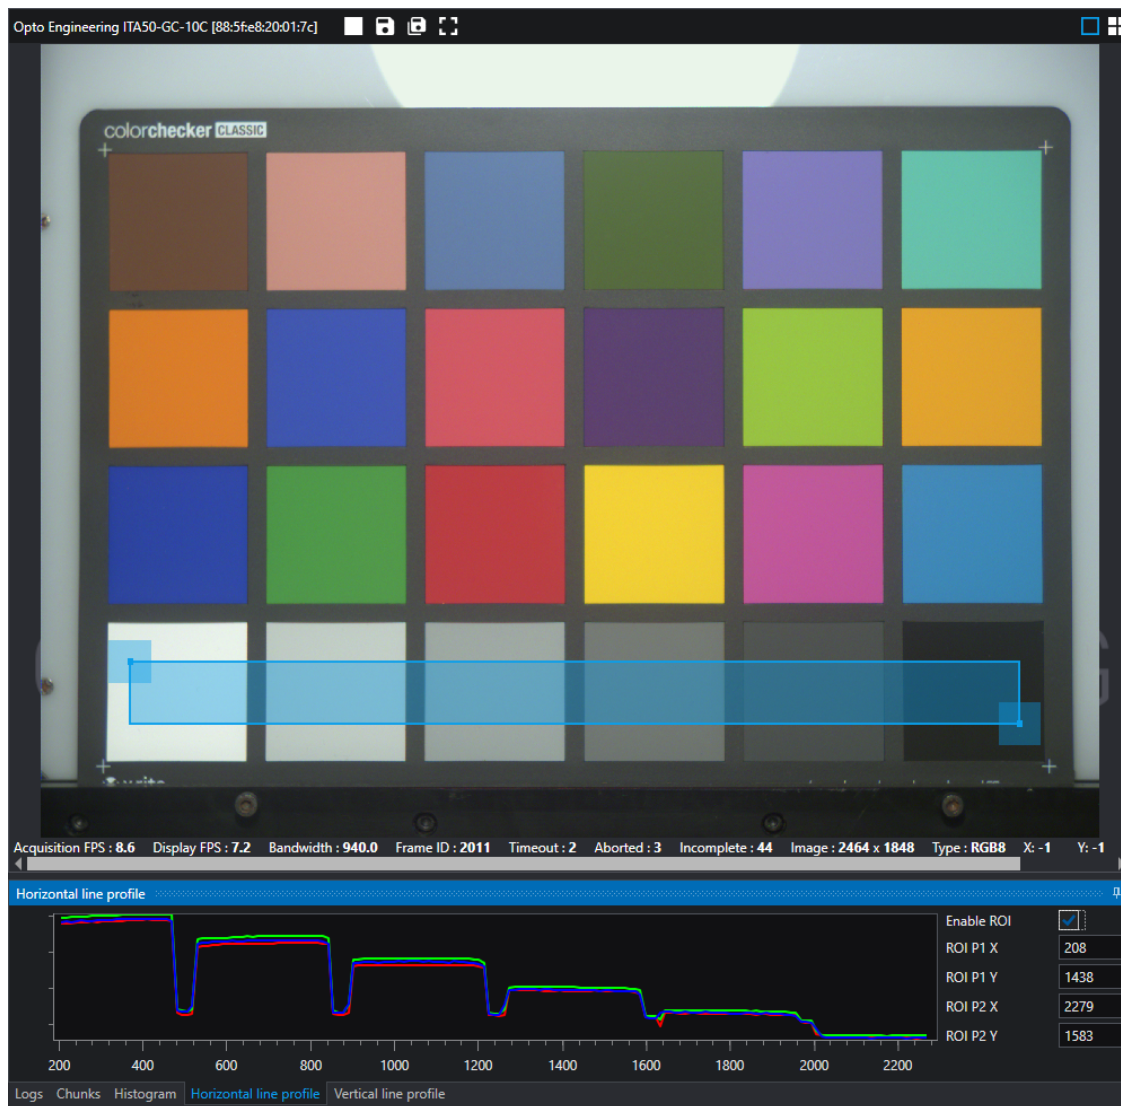 Opto Engineering ITA50-GC-10C [88:5f:e8:20:01:7c]
colorchecker CLASSIC
Acquisition FPS : 8.6 Display FPS : 7.2 Bandwidth : 940.0 Frame ID : 2011 Timeout : 2 Aborted : 3 Incomplete : 44 Image : 2464 x 1848 Type : RGB8 X: -1 Y: -1
Horizontal line profile
Enable ROI
ROI P1 X 208
ROI P1 Y 1438
ROI P2 X 2279
ROI P2 Y 1583
200 400 600 800 1000 1200 1400 1600 1800 2000 2200
Logs Chunks Histogram Horizontal line profile Vertical line profile